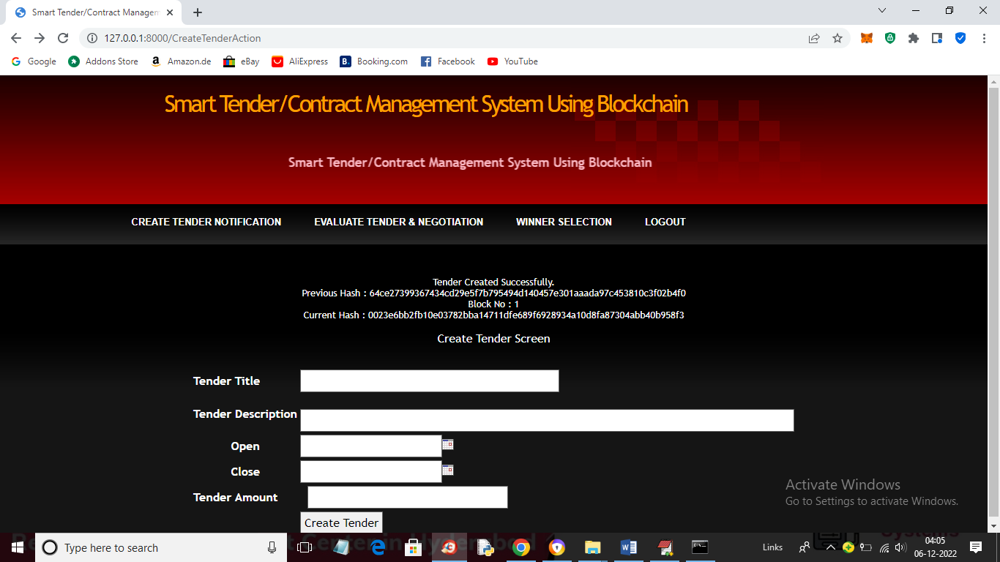 Smart Tender/Contract Managem
127.0.0.1:8000/CreateTenderAction
Google Addons Store Amazon.de eBay AliExpress Booking.com Facebook YouTube
Smart Tender/Contract Management System Using Blockchain
Smart Tender/Contract Management System Using Blockchain
CREATE TENDER NOTIFICATION EVALUATE TENDER & NEGOTIATION WINNER SELECTION LOGOUT
Tender Created Successfully.
Previous Hash : 64ce27399367434cd29e5f7b795494d140457e301aaada97c453810c3f02b4f0
Block No : 1
Current Hash : 0023e6bb2fb10e03782bba14711dfe689f6928934a10d8fa87304abb40b958f3
Create Tender Screen
Tender Title
Tender Description
Open
Close
Tender Amount
Create Tender
Activate Windows
Go to Settings to activate Windows.
Type here to search
Center in Hyderabad
Systems
Links
04:05
06-12-2022